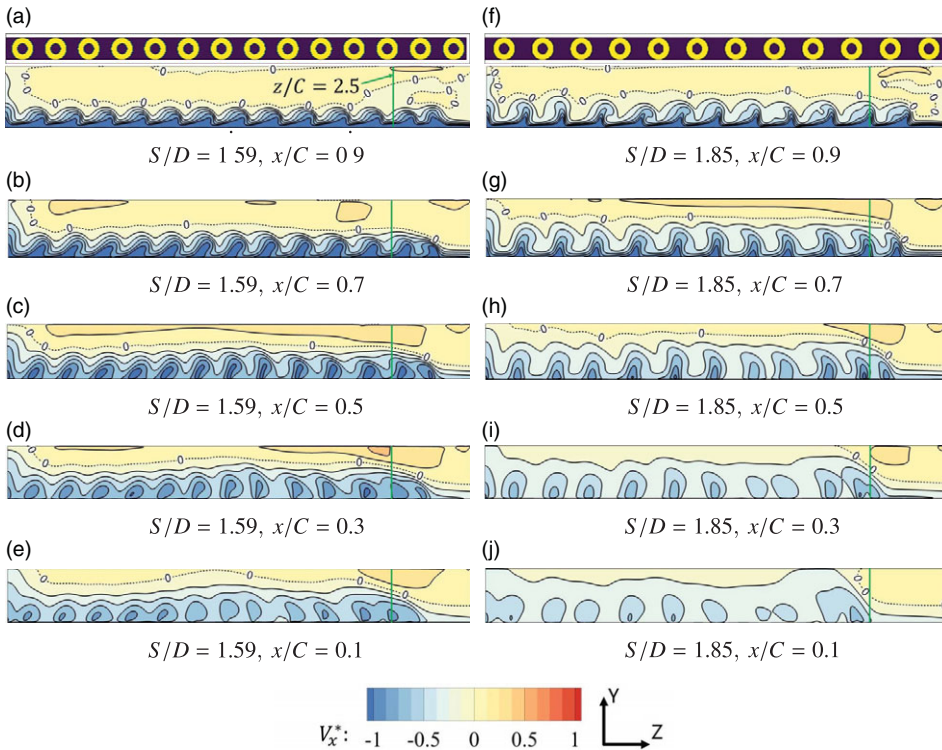 (a)
z/C = 2.5
S/D = 1 59, x/C = 0 9
(b)
S/D = 1.59, x/C = 0.7
(c)
S/D = 1.59, x/C = 0.5
(d)
S/D = 1.59, x/C = 0.3
(e)
S/D = 1.59, x/C = 0.1
(f)
S/D = 1.85, x/C = 0.9
(g)
S/D = 1.85, x/C = 0.7
(h)
S/D = 1.85, x/C = 0.5
(i)
S/D = 1.85, x/C = 0.3
(j)
S/D = 1.85, x/C = 0.1
V*x: -1 -0.5 0 0.5 1
Y
Z